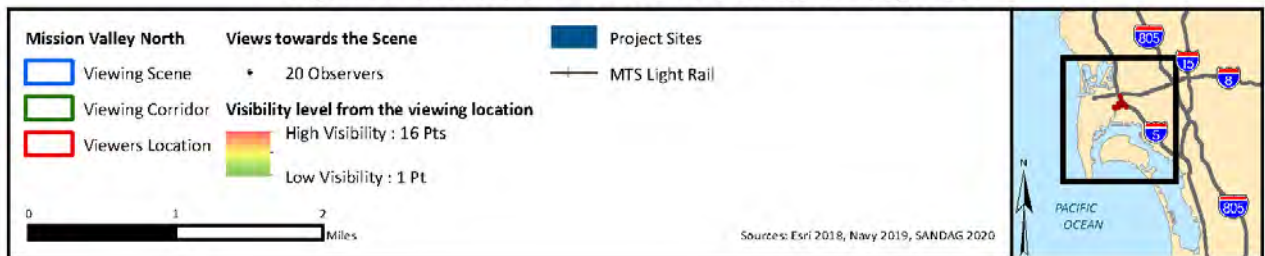 Mission Valley North
Viewing Scene
Viewing Corridor
Viewers Location
Views towards the Scene
20 Observers
Visibility level from the viewing location
High Visibility : 16 Pts
Low Visibility : 1 Pt
Project Sites
MTS Light Rail
0 1 2
Miles
Sources: Esri 2018, Navy 2019, SANDAG 2020
805
15
8
5
N
PACIFIC
OCEAN
805